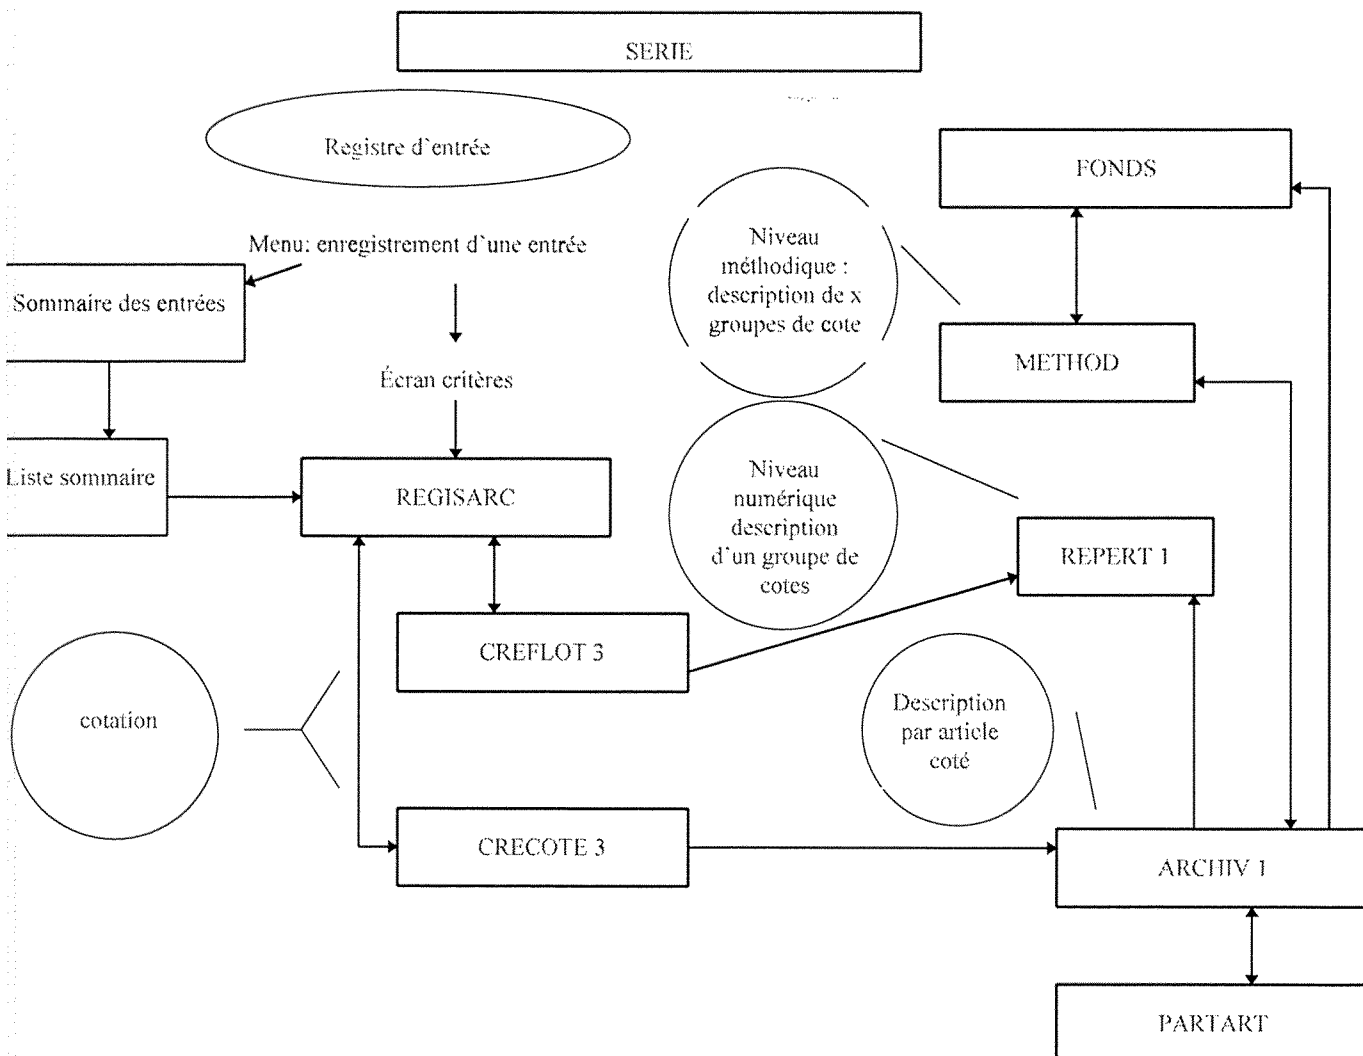 SERIE
Registre d'entrée
FONDS
Niveau
méthodique :
description de x
groupes de cote
Menu: enregistrement d'une entrée
Sommaire des entrées
METHOD
Écran critères
Liste sommaire
REGISARC
Niveau
numérique
description
d'un groupe de
cotes
REPERT 1
CREFLOT 3
cotation
Description
par article
coté
CRECOTE 3
ARCHIV 1
PARTART